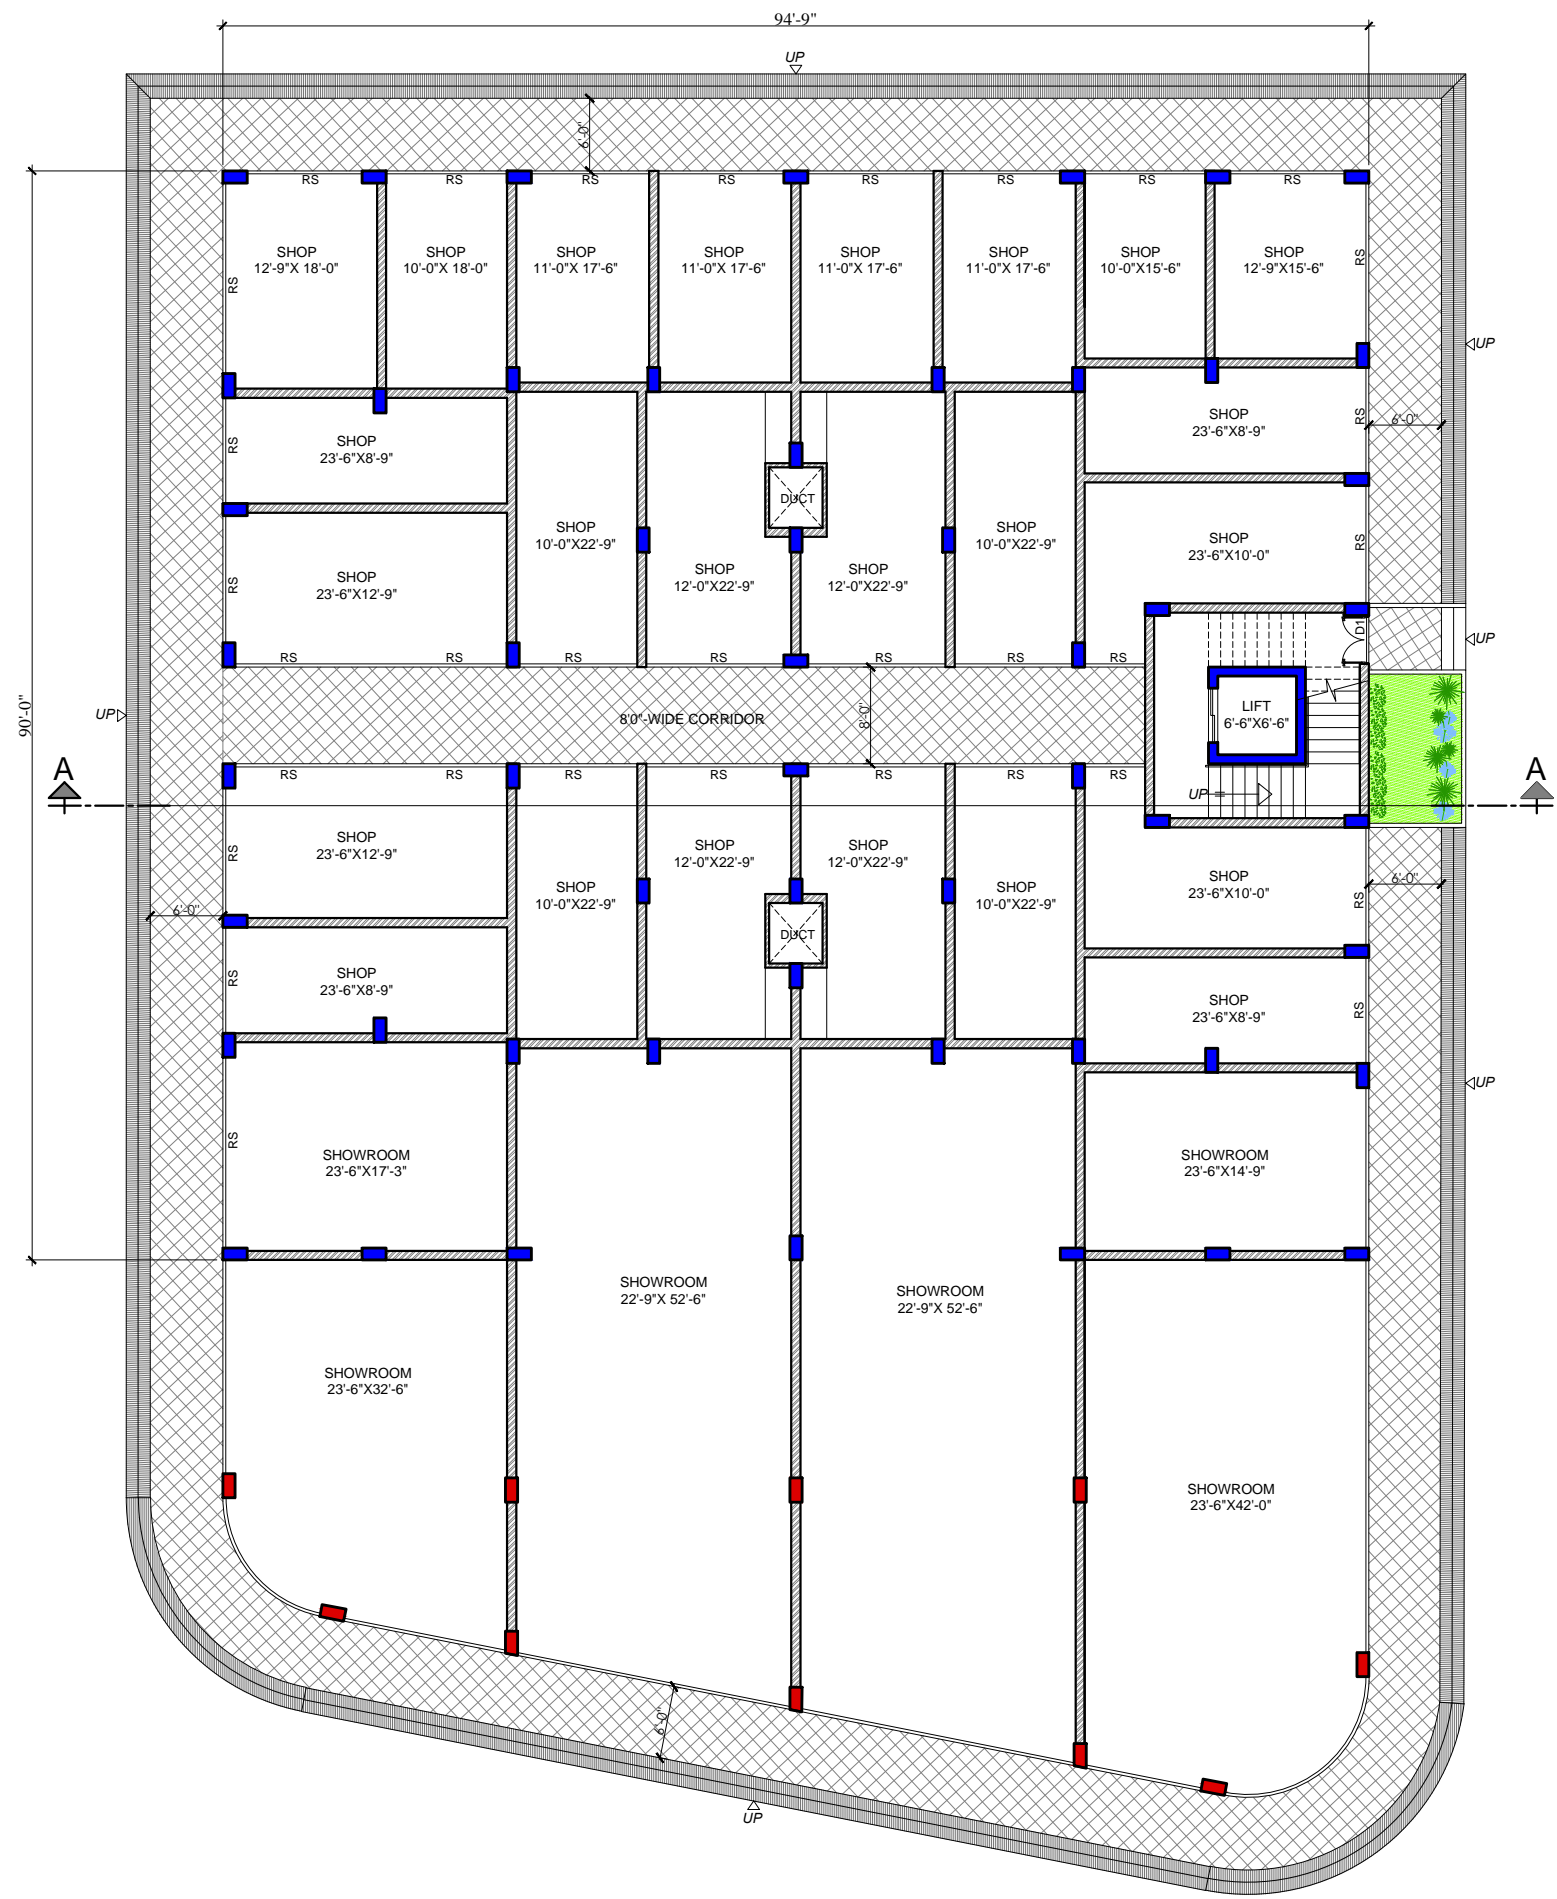 94'-9"
UP
6'-0"
RS
RS
RS
RS
RS
RS
RS
RS
SHOP
12'-9"X 18'-0"
SHOP
10'-0"X 18'-0"
SHOP
11'-0"X 17'-6"
SHOP
11'-0"X 17'-6"
SHOP
11'-0"X 17'-6"
SHOP
11'-0"X 17'-6"
SHOP
10'-0"X15'-6"
SHOP
12'-9"X15'-6"
RS
RS
UP
SHOP
23'-6"X8'-9"
RS
SHOP
23'-6"X8'-9"
RS
6'-0"
DUCT
SHOP
10'-0"X22'-9"
SHOP
10'-0"X22'-9"
SHOP
23'-6"X10'-0"
RS
SHOP
23'-6"X12'-9"
RS
SHOP
12'-0"X22'-9"
SHOP
12'-0"X22'-9"
D1
UP
RS
RS
RS
RS
RS
RS
RS
90'-0"
UP
8'0"-WIDE CORRIDOR
8'-0"
LIFT
6'-6"X6'-6"
A
A
UP
RS
RS
RS
RS
RS
RS
RS
SHOP
23'-6"X12'-9"
RS
SHOP
12'-0"X22'-9"
SHOP
12'-0"X22'-9"
SHOP
10'-0"X22'-9"
SHOP
10'-0"X22'-9"
SHOP
23'-6"X10'-0"
RS
6'-0"
6'-0"
DUCT
SHOP
23'-6"X8'-9"
RS
SHOP
23'-6"X8'-9"
RS
UP
RS
SHOWROOM
23'-6"X17'-3"
SHOWROOM
23'-6"X14'-9"
SHOWROOM
22'-9"X 52'-6"
SHOWROOM
22'-9"X 52'-6"
SHOWROOM
23'-6"X32'-6"
SHOWROOM
23'-6"X42'-0"
6'-0"
UP